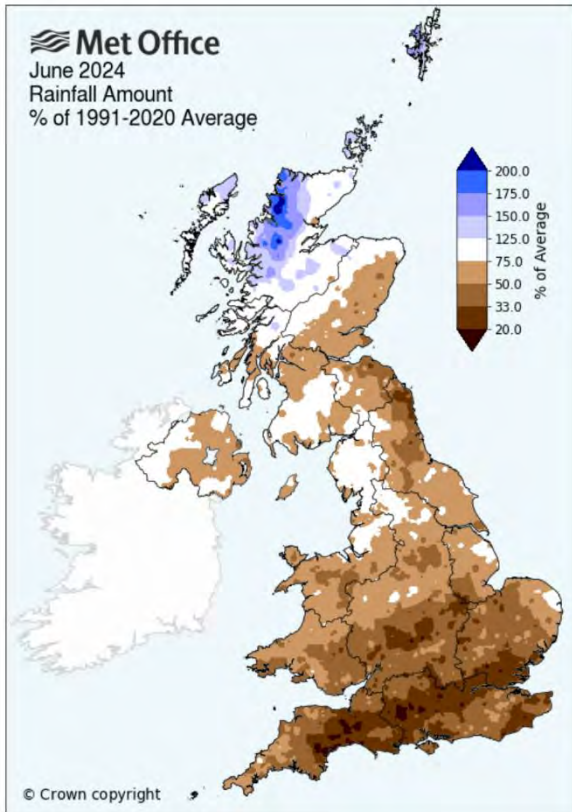 Met Office
June 2024
Rainfall Amount
% of 1991-2020 Average
200.0
175.0
150.0
125.0
75.0
50.0
33.0
20.0
% of Average
© Crown copyright